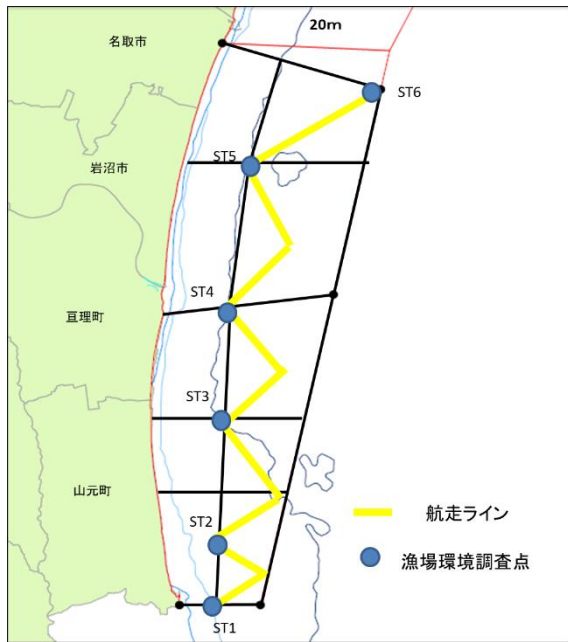 名取市
20m
ST6
ST5
岩沼市
ST4
亘理町
ST3
山元町
ST2
ST1
航走ライン
漁場環境調査点